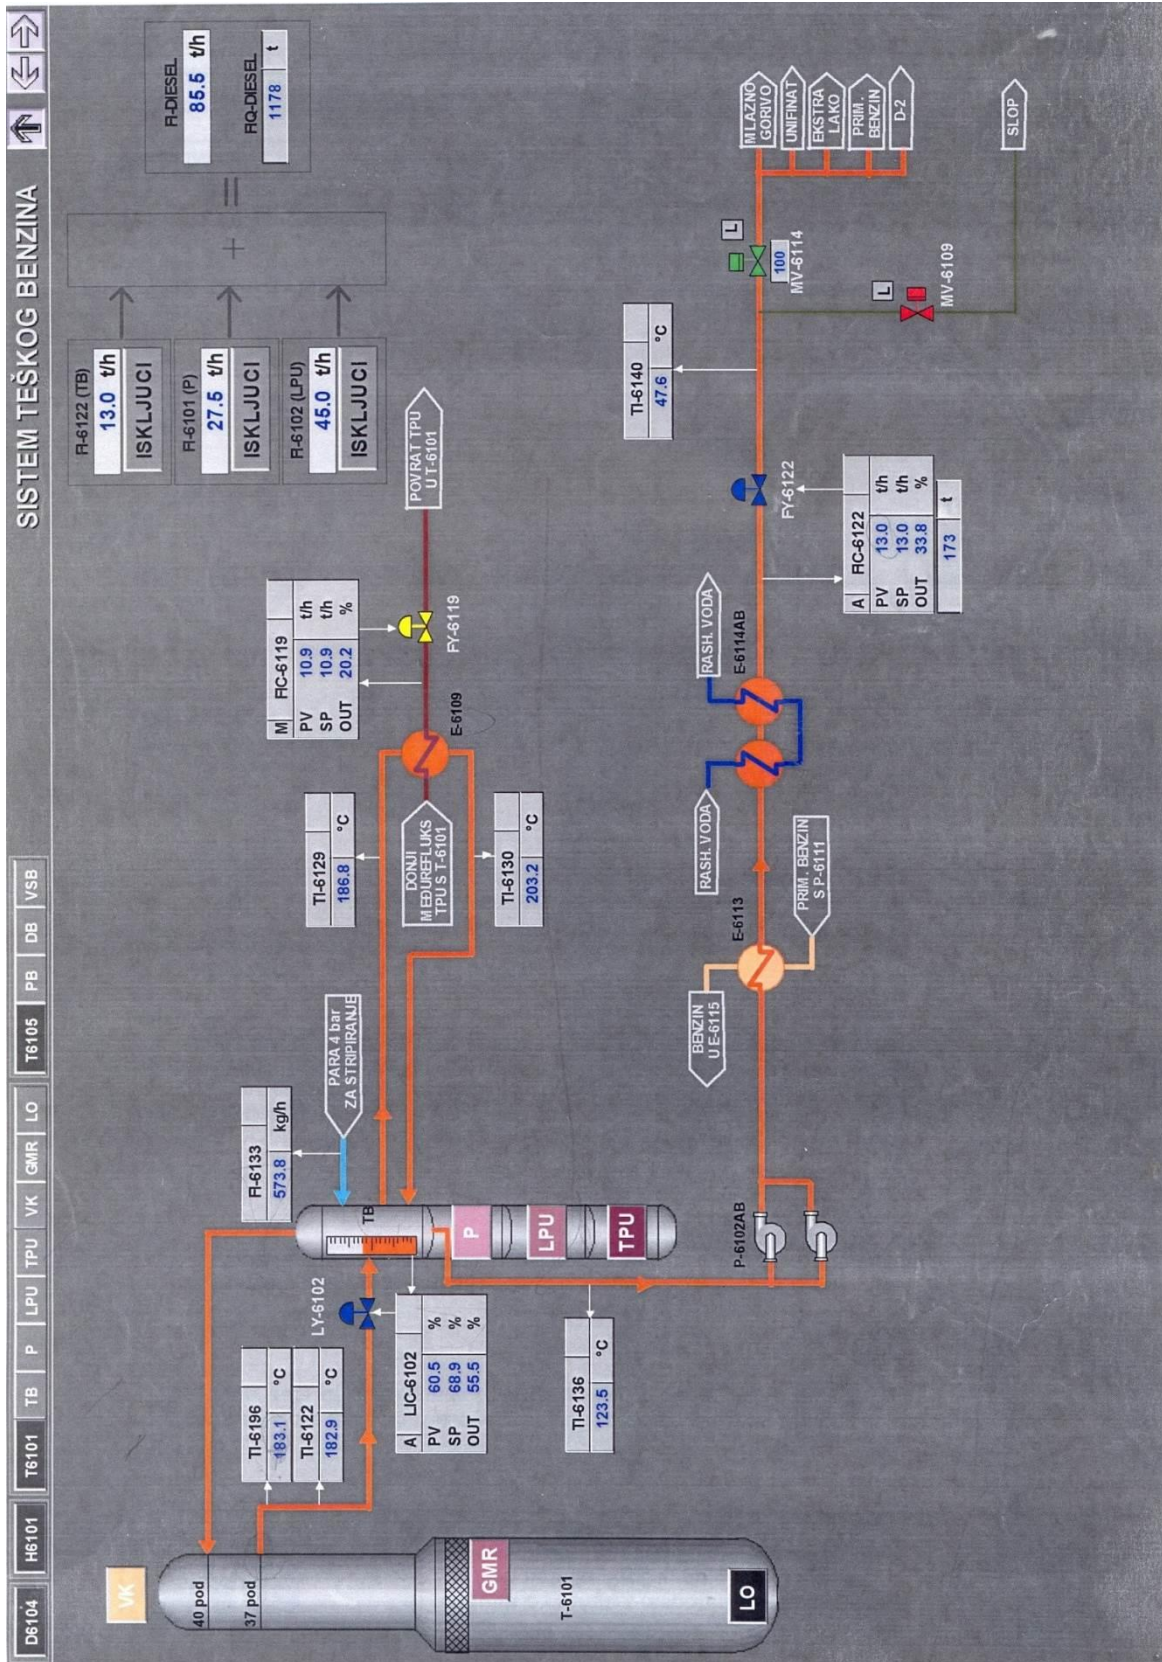 D6104
H6101
T6101
TB
P
LPU
TPU
VK
GMR
LO
T6105
PB
DB
VSB
SISTEM TEŠKOG BENZINA
FI-6122 (TB)
13.0 t/h
ISKLJUCI
FI-6101 (P)
27.5 t/h
ISKLJUCI
FI-6102 (LPU)
45.0 t/h
ISKLJUCI
+
=
FI-DIESEL
85.5 t/h
FIQ-DIESEL
1178 t
VK
40 pod
37 pod
GMR
T-6101
LO
TI-6196
183.1 °C
TI-6122
182.9 °C
LY-6102
A LIC-6102
PV 60.5 %
SP 68.9 %
OUT 55.5 %
TI-6136
123.5 °C
FI-6133
573.8 kg/h
PARA 4 bar
ZA STRIPIRANJE
TB
P
LPU
TPU
P-6102AB
TI-6129
186.8 °C
DONJI
MEĐUREFLUKS
TPU S T-6101
TI-6130
203.2 °C
E-6109
M FIC-6119
PV 10.9 t/h
SP 10.9 t/h
OUT 20.2 %
FY-6119
POVRAT TPU
U T-6101
BENZIN
U E-6115
E-6113
PRIM. BENZIN
S P-6111
RASH. VODA
RASH. VODA
E-6114AB
FY-6122
A FIC-6122
PV 13.0 t/h
SP 13.0 t/h
OUT 33.8 %
173 t
TI-6140
47.6 °C
L
100
MV-6114
L
MV-6109
MLAZNO
GORIVO
UNIFINAT
EKSTRA
LAKO
PRIM.
BENZIN
D-2
SLOP